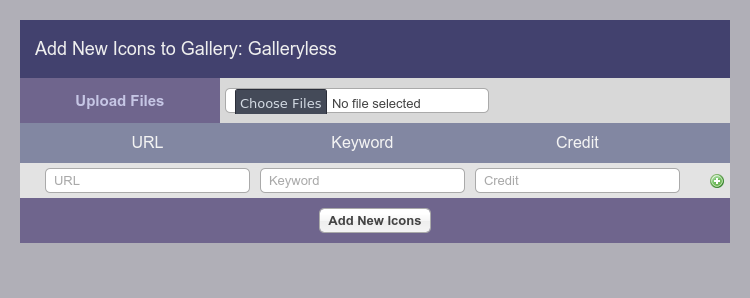 Add New Icons to Gallery: Galleryless
Upload Files Choose Files No file selected
URL Keyword Credit
URL Keyword Credit
Add New Icons